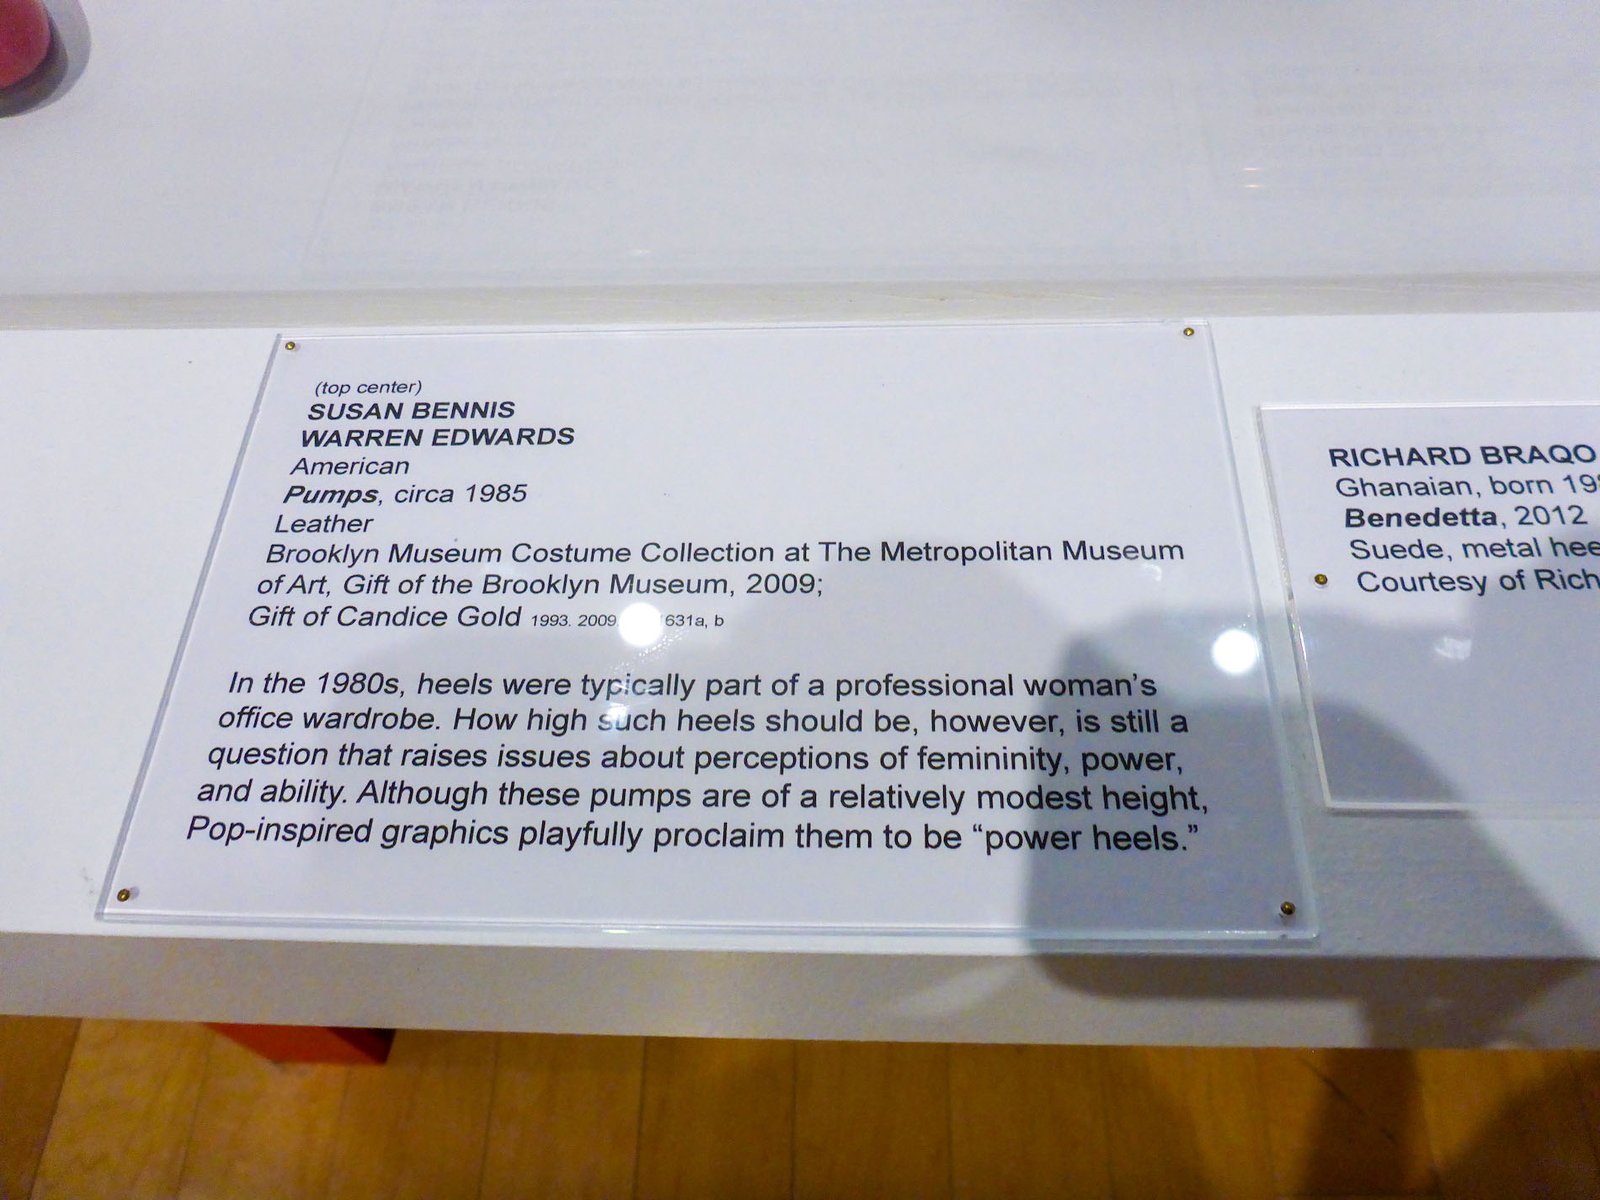 (top center)
SUSAN BENNIS
WARREN EDWARDS
American
Pumps, circa 1985
Leather
Brooklyn Museum Costume Collection at The Metropolitan Museum
of Art, Gift of the Brooklyn Museum, 2009;
Gift of Candice Gold 1993. 2009. 631a, b
In the 1980s, heels were typically part of a professional woman's
office wardrobe. How high such heels should be, however, is still a
question that raises issues about perceptions of femininity, power,
and ability. Although these pumps are of a relatively modest height,
Pop-inspired graphics playfully proclaim them to be “power heels.”
RICHARD BRAQO
Ghanaian, born
Benedetta, 2012
Suede, metal
Courtesy of